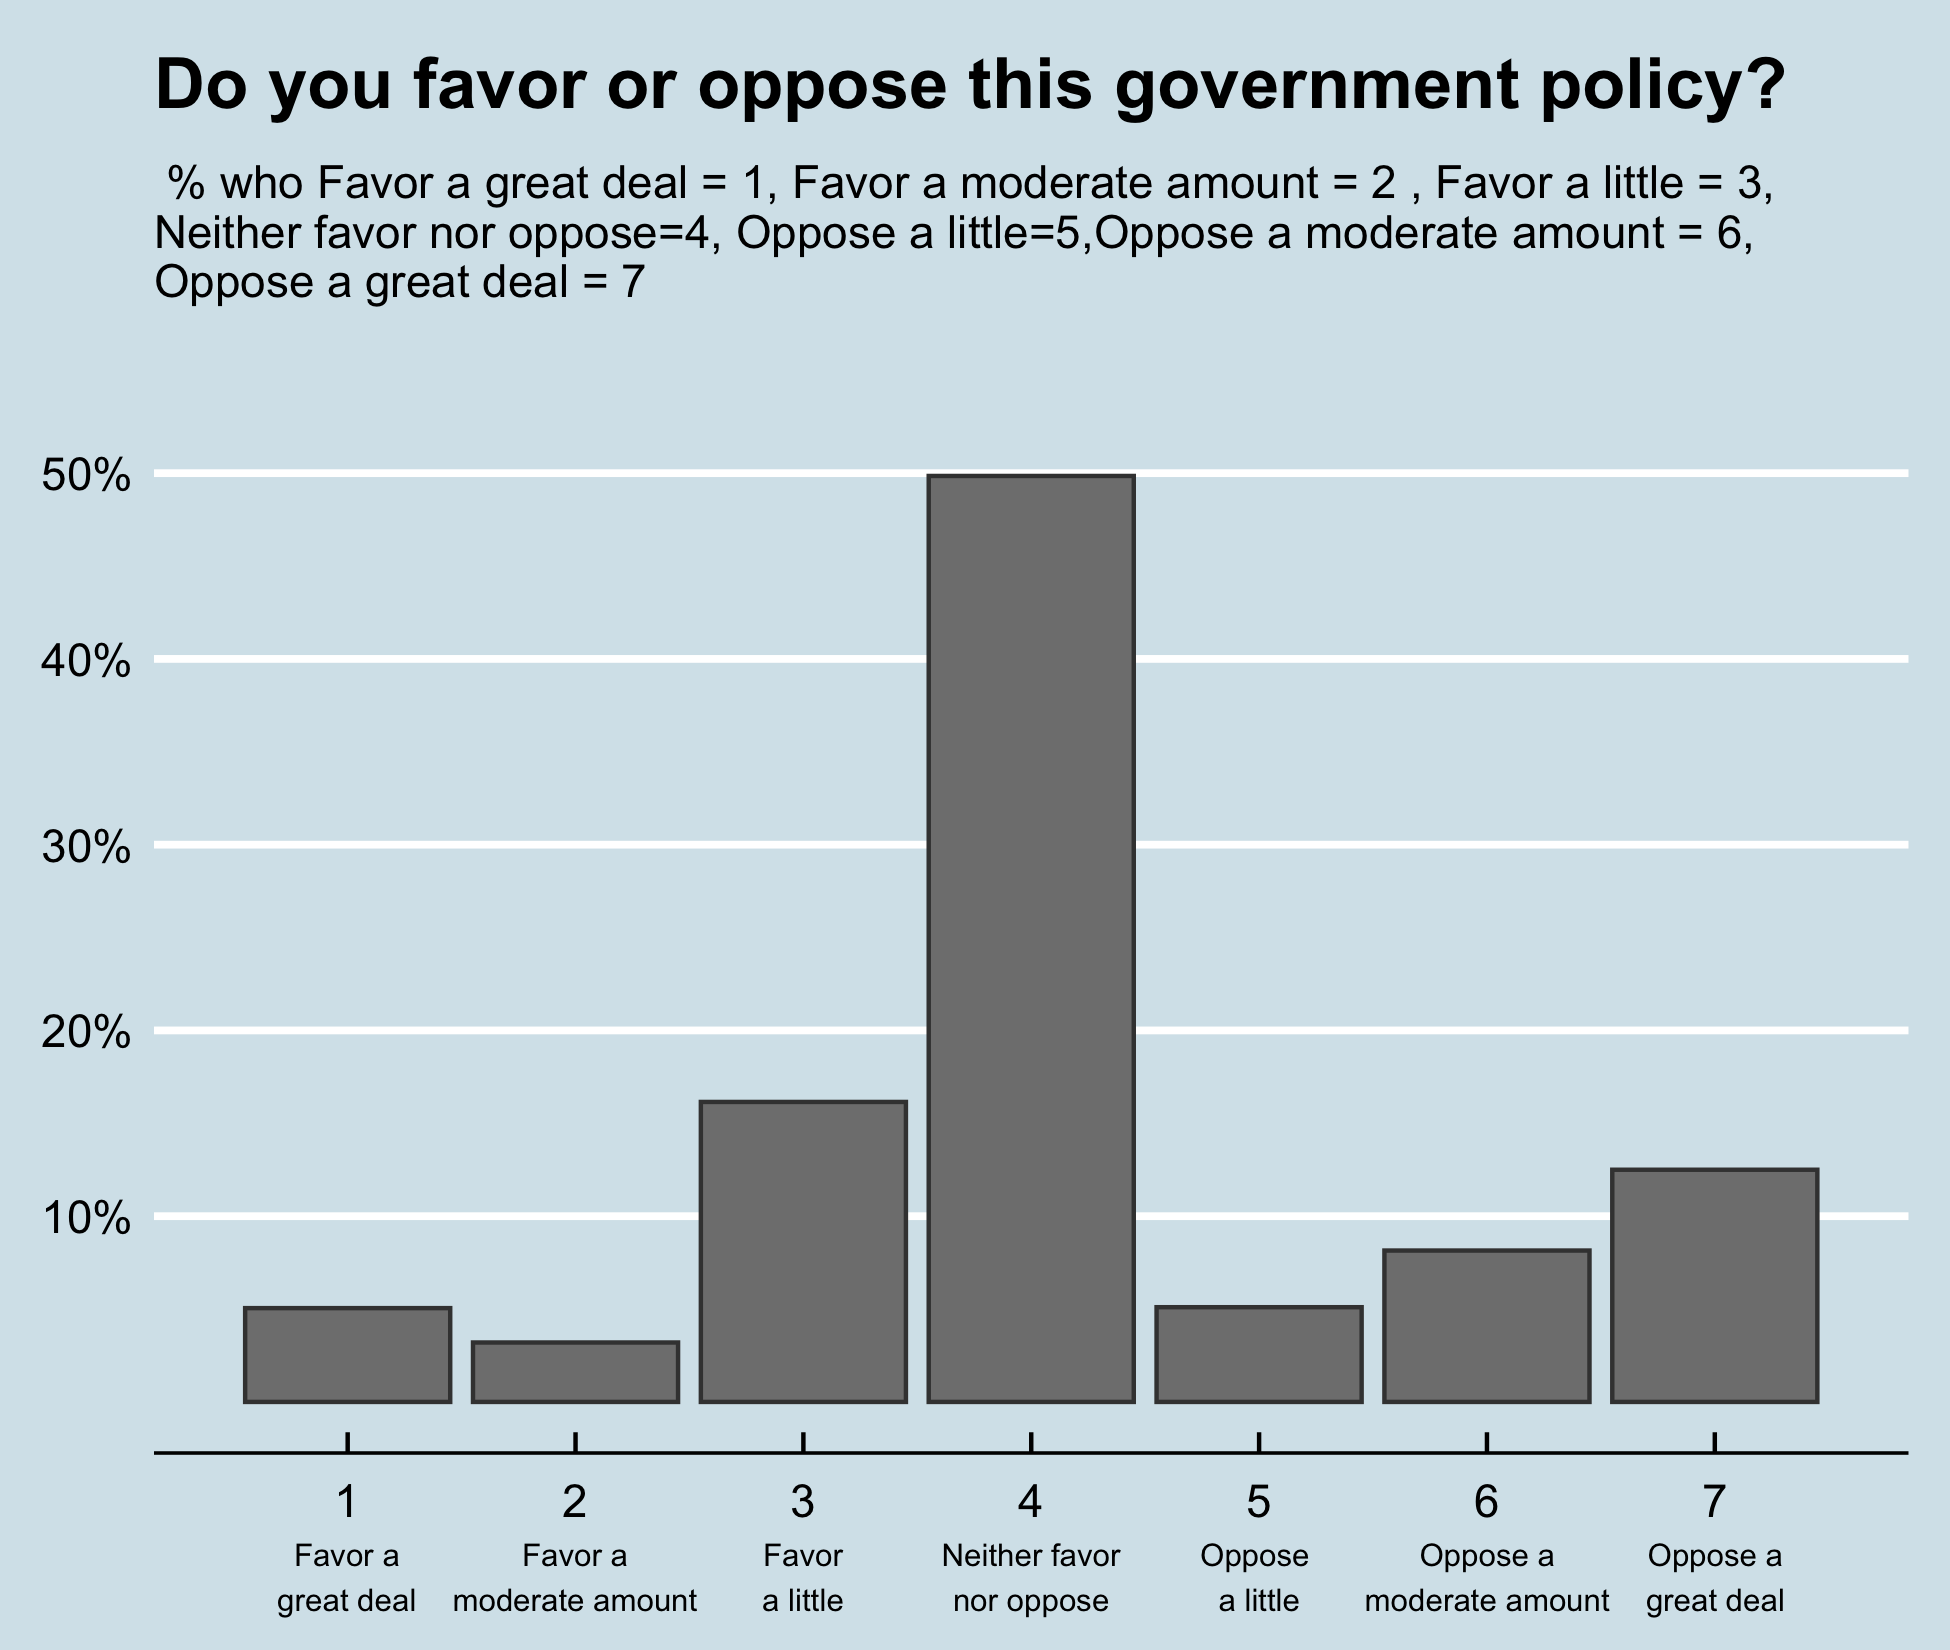 Do you favor or oppose this government policy?
% who Favor a great deal = 1, Favor a moderate amount = 2 , Favor a little = 3,
Neither favor nor oppose=4, Oppose a little=5,Oppose a moderate amount = 6,
Oppose a great deal = 7
50%
40%
30%
20%
10%
1 2 3 4 5 6 7
Favor a Favor a Favor Neither favor Oppose Oppose a Oppose a
great deal moderate amount a little nor oppose a little moderate amount great deal